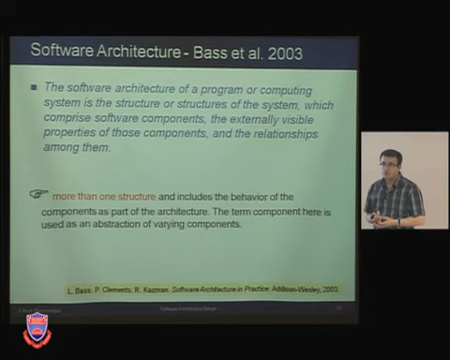 Software Architecture - Bass et al. 2003
The software architecture of a program or computing
system is the structure or structures of the system, which
comprise software components, the externally visible
properties of those components, and the relationships
among them.
more than one structure and includes the behavior of the
components as part of the architecture. The term component here is
used as an abstraction of varying components.
L. Bass, P. Clements, R. Kazman. Software Architecture in Practice. Addison-Wesley, 2003.
Software Architecture Design